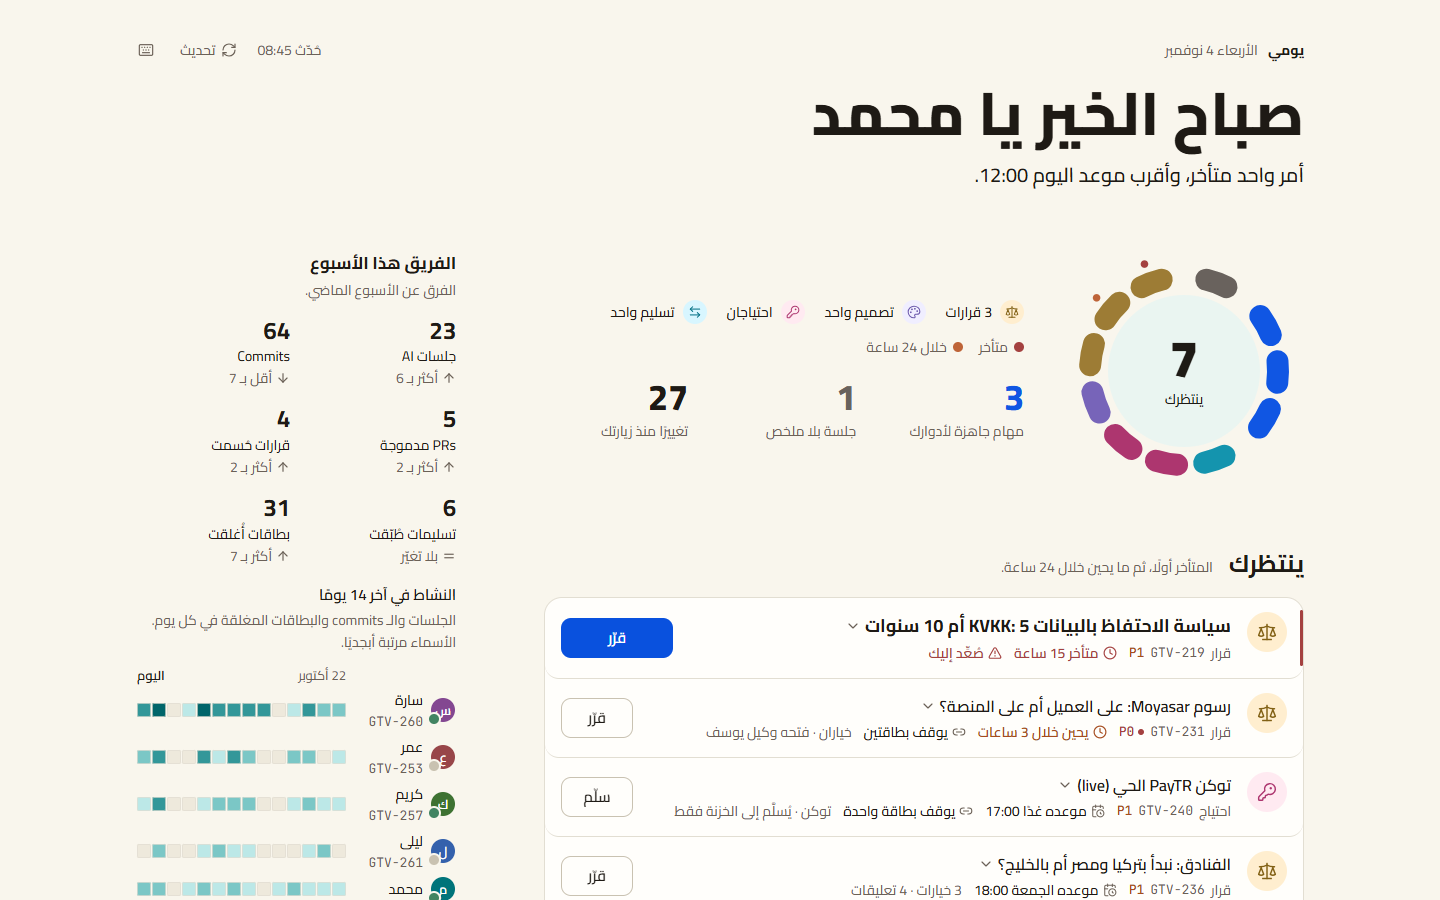 يومي الأربعاء 4 نوفمبر
حُدّث 08:45 تحديث
صباح الخير يا محمد
أمر واحد متأخر، وأقرب موعد اليوم 12:00.
7
ينتظرك
3 قرارات تصميم واحد احتياجان تسليم واحد
متأخر خلال 24 ساعة
3
مهام جاهزة لأدوارك
1
جلسة بلا ملخص
27
تغييرًا منذ زيارتك
ينتظرك
المتأخر أولًا، ثم ما يحين خلال 24 ساعة.
سياسة الاحتفاظ بالبيانات KVKK: 5 أم 10 سنوات
قرار GTV-219 P1 متأخر 15 ساعة صُعِّد إليك
قرّر
رسوم Moyasar: على العميل أم على المنصة؟
قرار GTV-231 P0 يحين خلال 3 ساعات يوقف بطاقتين خياران · فتحه وكيل يوسف
قرّر
توكن PayTR الحي (live)
احتياج GTV-240 P1 موعده غدًا 17:00 يوقف بطاقة واحدة توكن · يُسلَّم إلى الخزنة فقط
سلّم
الفنادق: نبدأ بتركيا ومصر أم بالخليج؟
قرار GTV-236 P1 موعده الجمعة 18:00 3 خيارات · 4 تعليقات
قرّر
الفريق هذا الأسبوع
الفرق عن الأسبوع الماضي.
23
جلسات AI
أكثر بـ 6
64
Commits
أقل بـ 7
5
PRs مدموجة
أكثر بـ 2
4
قرارات حُسمت
أكثر بـ 2
6
تسليمات طُبّقت
بلا تغيّر
31
بطاقات أُغلقت
أكثر بـ 7
النشاط في آخر 14 يومًا
الجلسات والـ commits والبطاقات المغلقة في كل يوم.
الأسماء مرتبة أبجديًا.
22 أكتوبر اليوم
س سارة
GTV-260
ع عمر
GTV-253
ك كريم
GTV-257
ل ليلى
GTV-261
م محمد